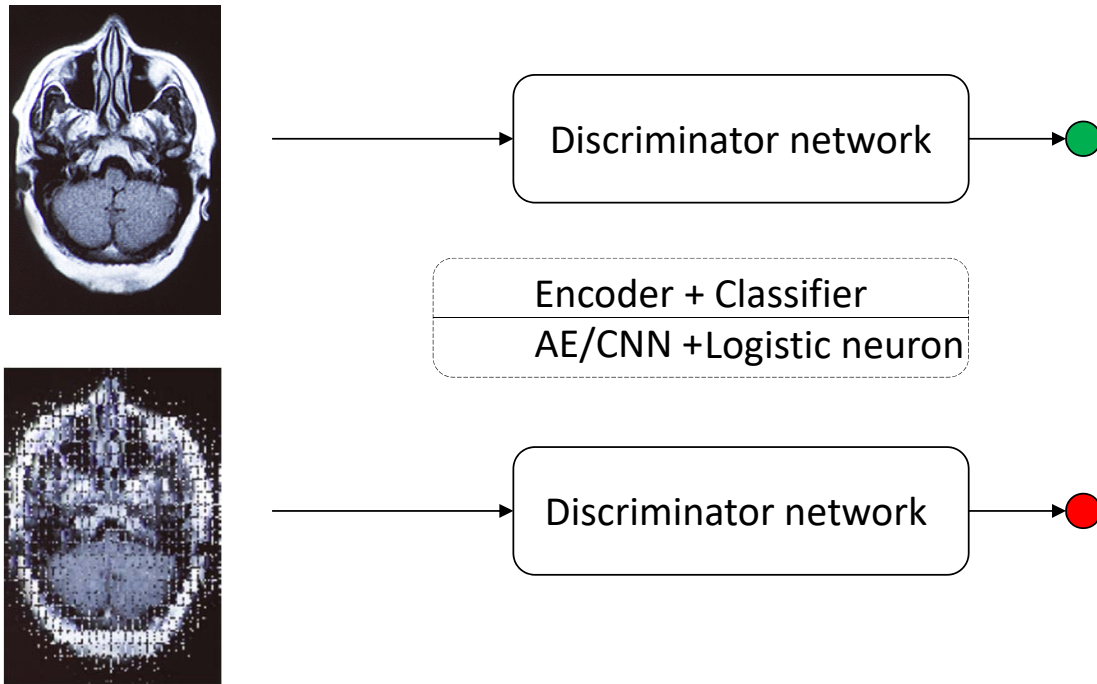 Discriminator network
Encoder + Classifier
AE/CNN +Logistic neuron
Discriminator network